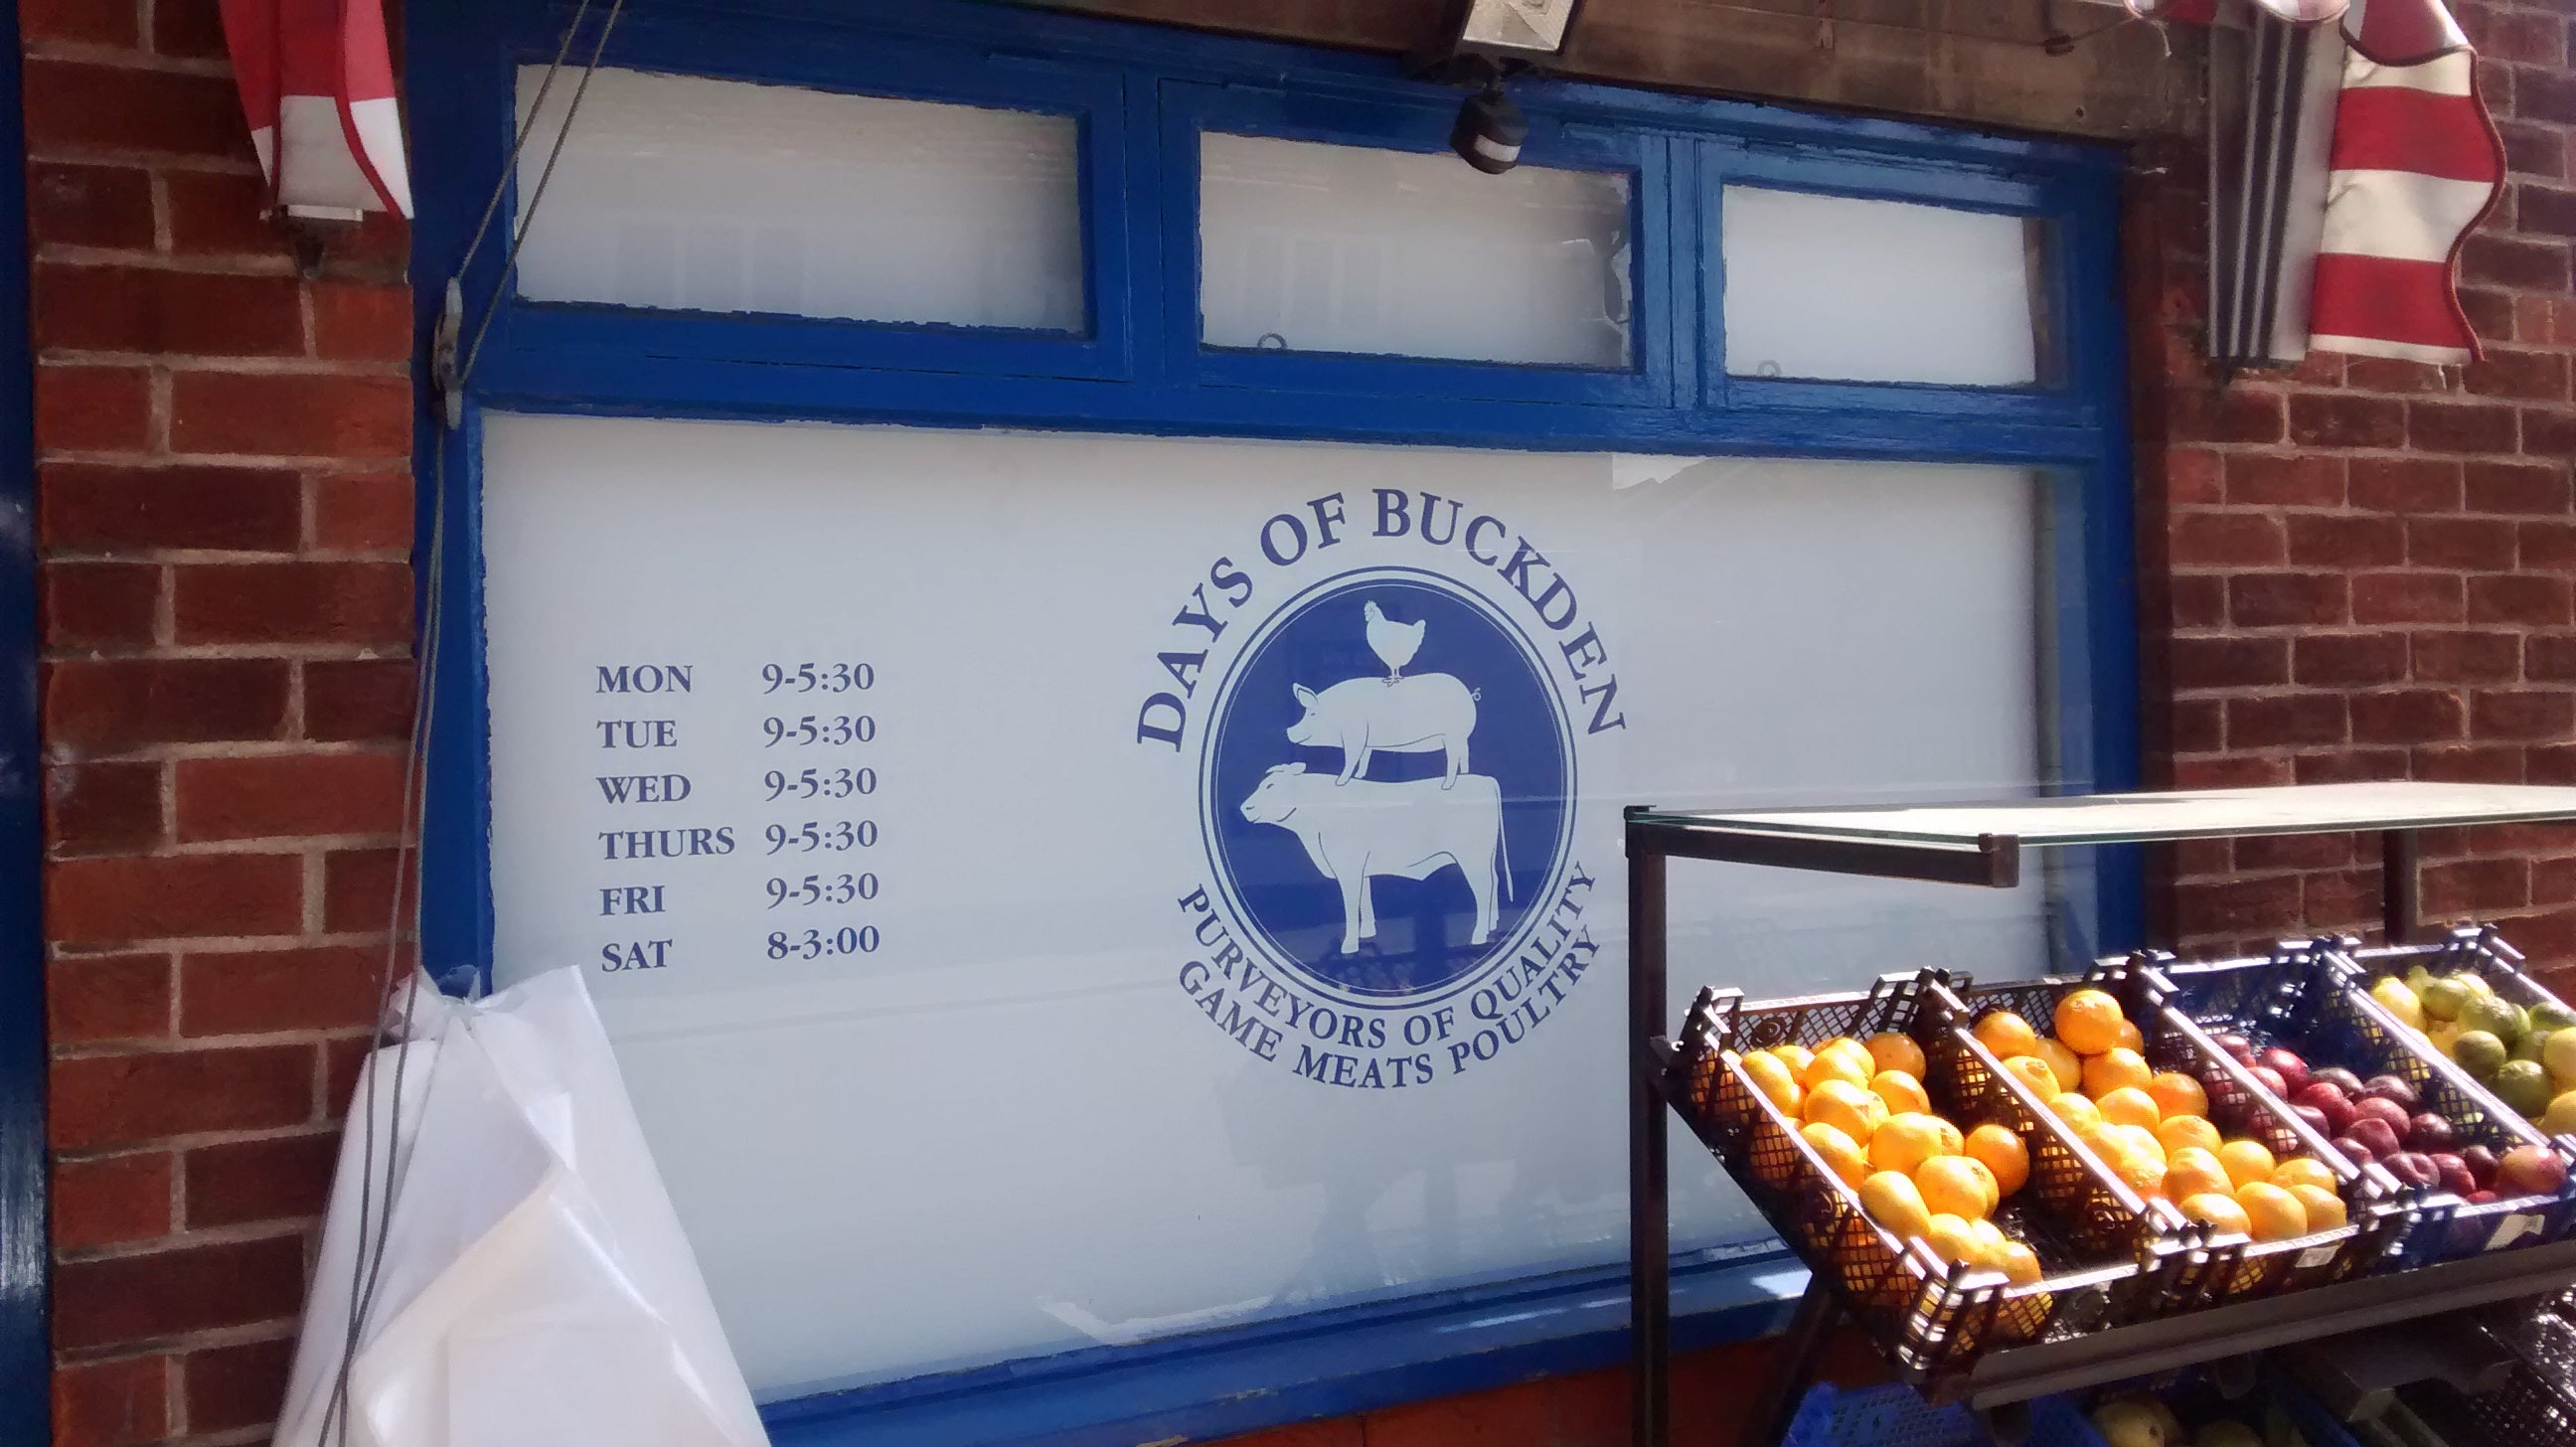 DAYS OF BUCKDEN
MON 9-5:30
TUE 9-5:30
WED 9-5:30
THURS 9-5:30
FRI 9-5:30
SAT 8-3:00
PURVEYORS OF QUALITY
GAME MEATS POULTRY